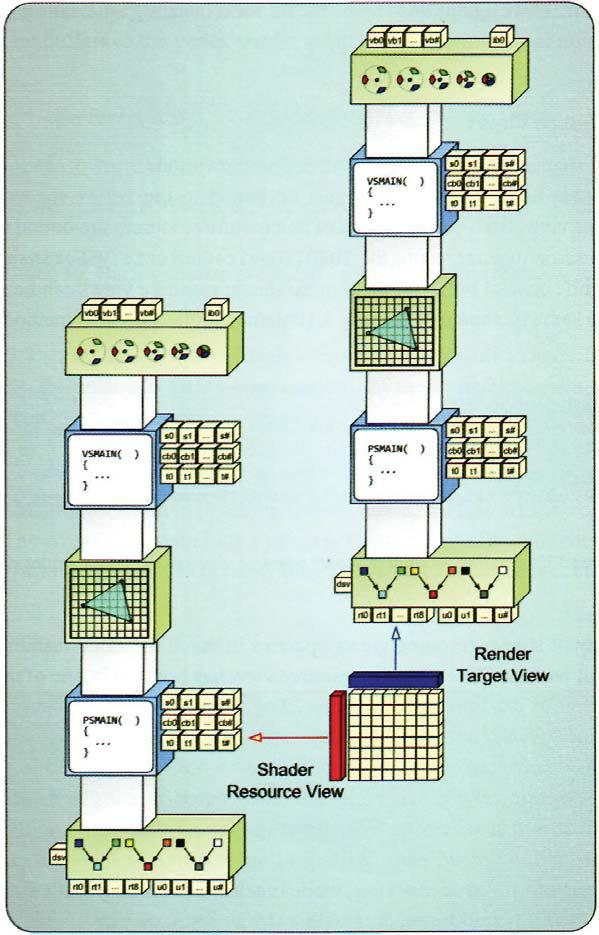 vb0 vb1 ... vb# ib0
VSMAIN( )
{
...
}
s0 s1 ... s#
cb0 cb1 ... cb#
t0 t1 ... t#
PSMAIN( )
{
...
}
s0 s1 ... s#
cb0 cb1 ... cb#
t0 t1 ... t#
dsv
rt0 rt1 ... rt8 u0 u1 ... u#
vb0 vb1 ... vb# ib0
VSMAIN( )
{
...
}
s0 s1 ... s#
cb0 cb1 ... cb#
t0 t1 ... t#
PSMAIN( )
{
...
}
s0 s1 ... s#
cb0 cb1 ... cb#
t0 t1 ... t#
dsv
rt0 rt1 ... rt8 u0 u1 ... u#
Render
Target View
Shader
Resource View